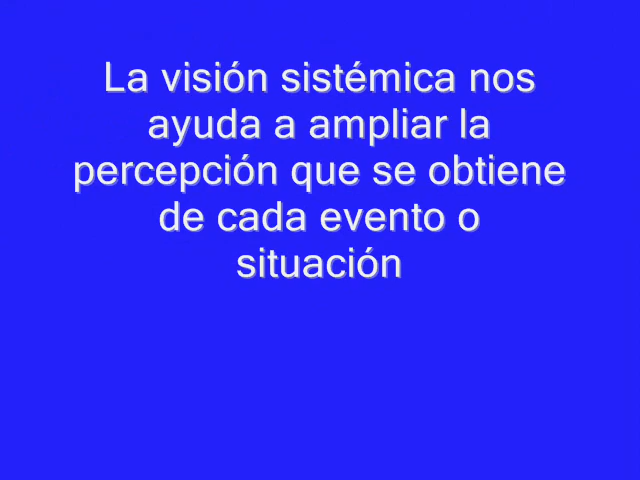 La visión sistémica nos
ayuda a ampliar la
percepción que se obtiene
de cada evento o
situación